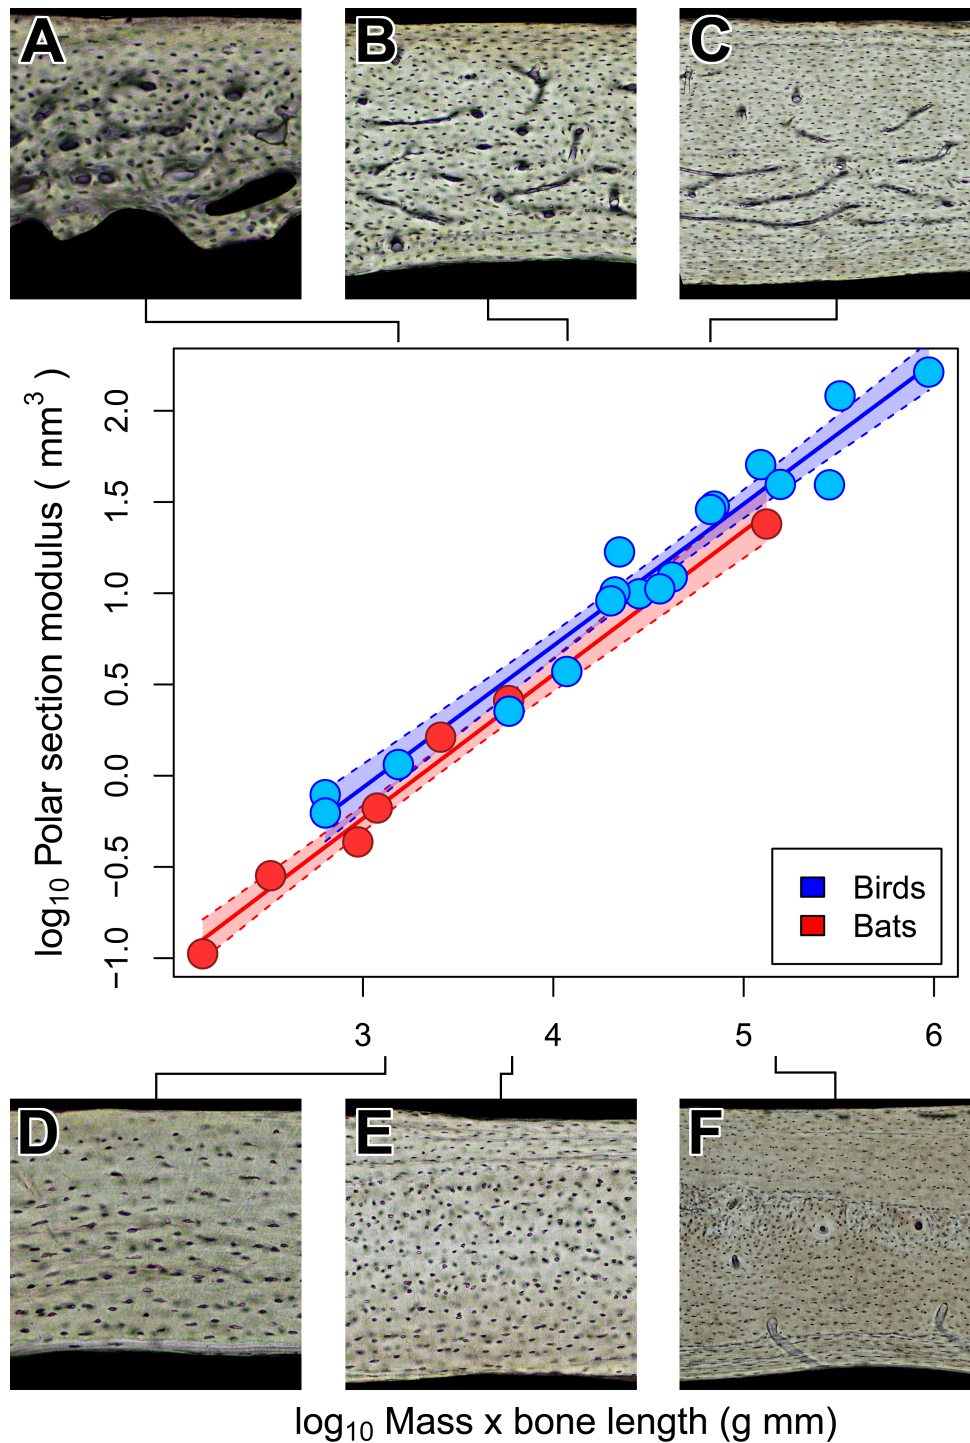 A
B
C
log10 Polar section modulus ( mm3 )
2.0
1.5
1.0
0.5
0.0
−0.5
−1.0
Birds
Bats
3
4
5
6
D
E
F
log10 Mass x bone length (g mm)